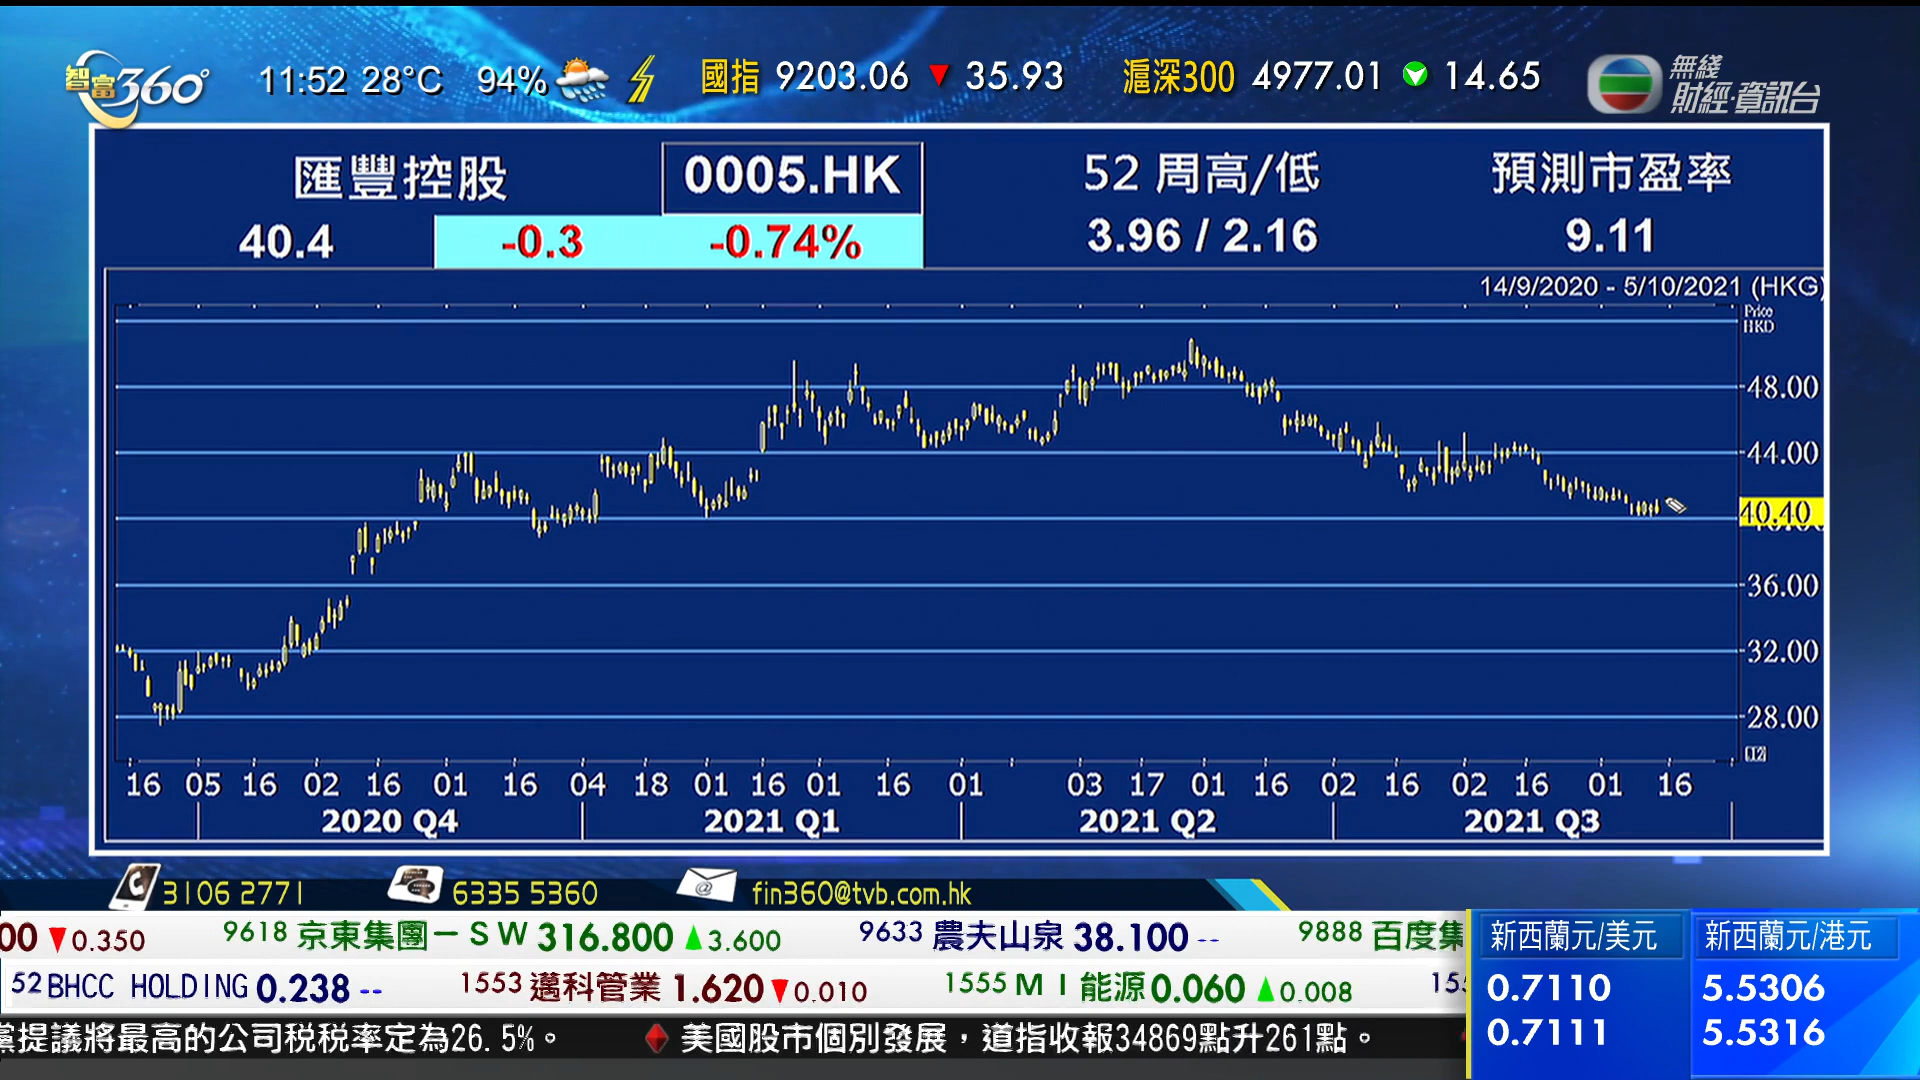 智富360°
11:52 28°C 94%
國指 9203.06 ▼ 35.93
滬深300 4977.01 14.65
無綫
財經·資訊台
匯豐控股 0005.HK 52 周高/低 預測市盈率
40.4 -0.3 -0.74% 3.96 / 2.16 9.11
14/9/2020 - 5/10/2021 (HKG)
Price
HKD
48.00
44.00
40.40
36.00
32.00
28.00
16 05 16 02 16 01 16 04 18 01 16 01 16 01 03 17 01 16 02 16 02 16 01 16
2020 Q4 2021 Q1 2021 Q2 2021 Q3
3106 2771 6335 5360 fin360@tvb.com.hk
00 ▼0.350 9618 京東集團－ＳＷ 316.800 ▲3.600 9633 農夫山泉 38.100 -- 9888 百度集
52 BHCC HOLDING 0.238 -- 1553 邁科管業 1.620 ▼0.010 1555 ＭＩ能源 0.060 ▲0.008 155
黨提議將最高的公司税税率定為26.5%。 ♦ 美國股市個別發展，道指收報34869點升261點。
新西蘭元/美元 新西蘭元/港元
0.7110 5.5306
0.7111 5.5316